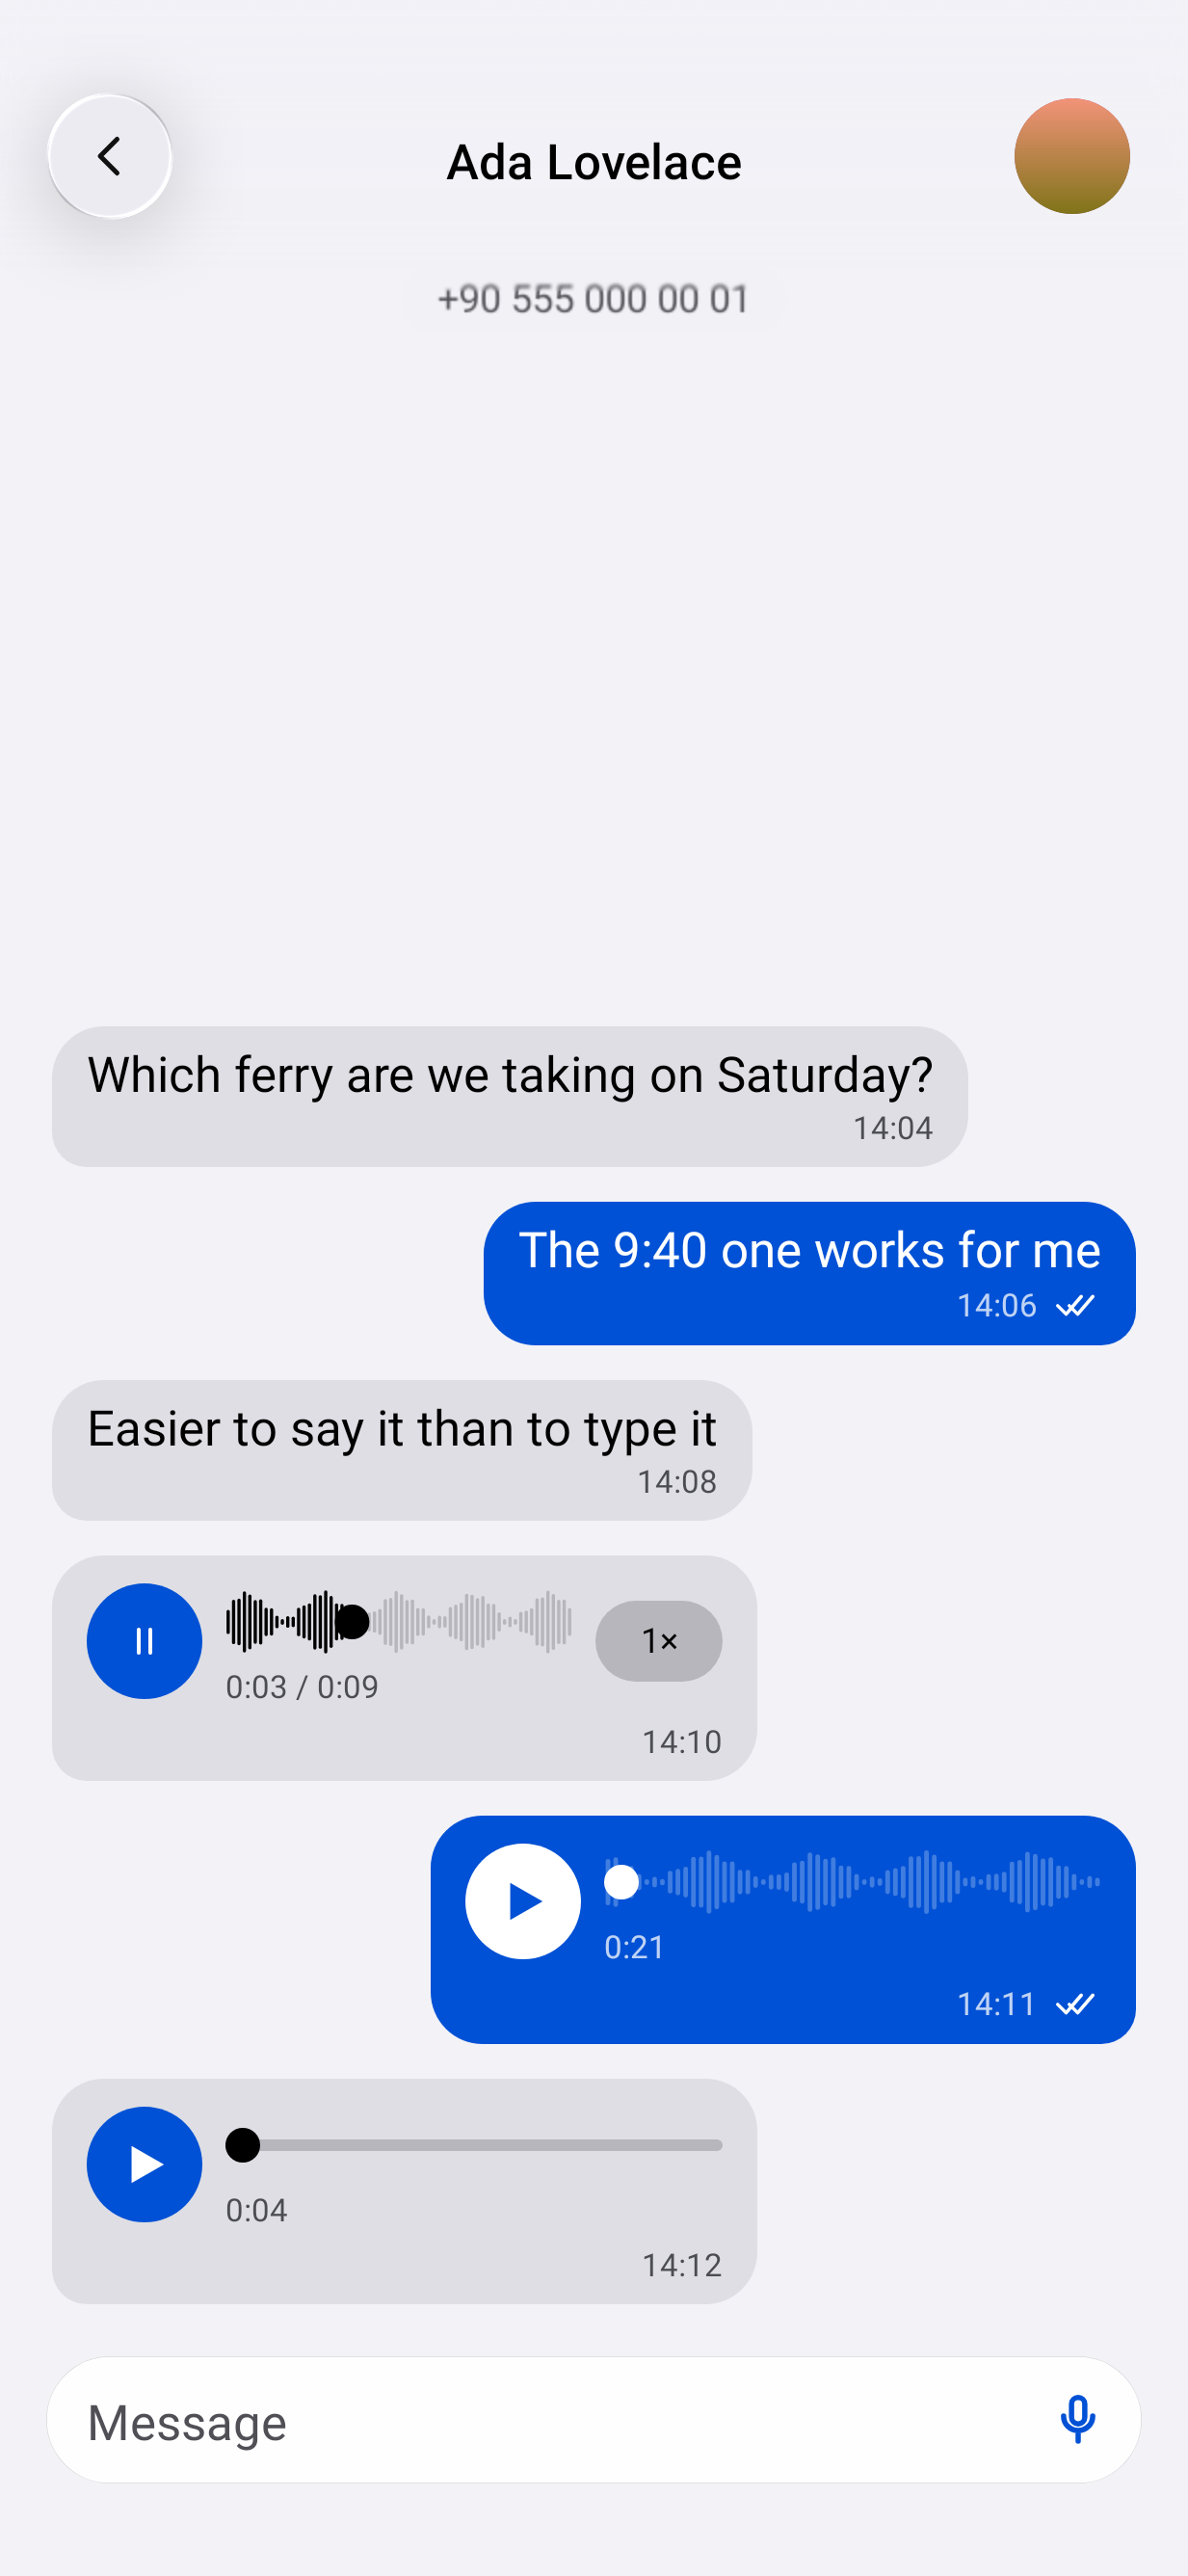 Ada Lovelace
+90 555 000 00 01
Which ferry are we taking on Saturday?
14:04
The 9:40 one works for me
14:06
Easier to say it than to type it
14:08
1×
0:03 / 0:09
14:10
0:21
14:11
0:04
14:12
Message